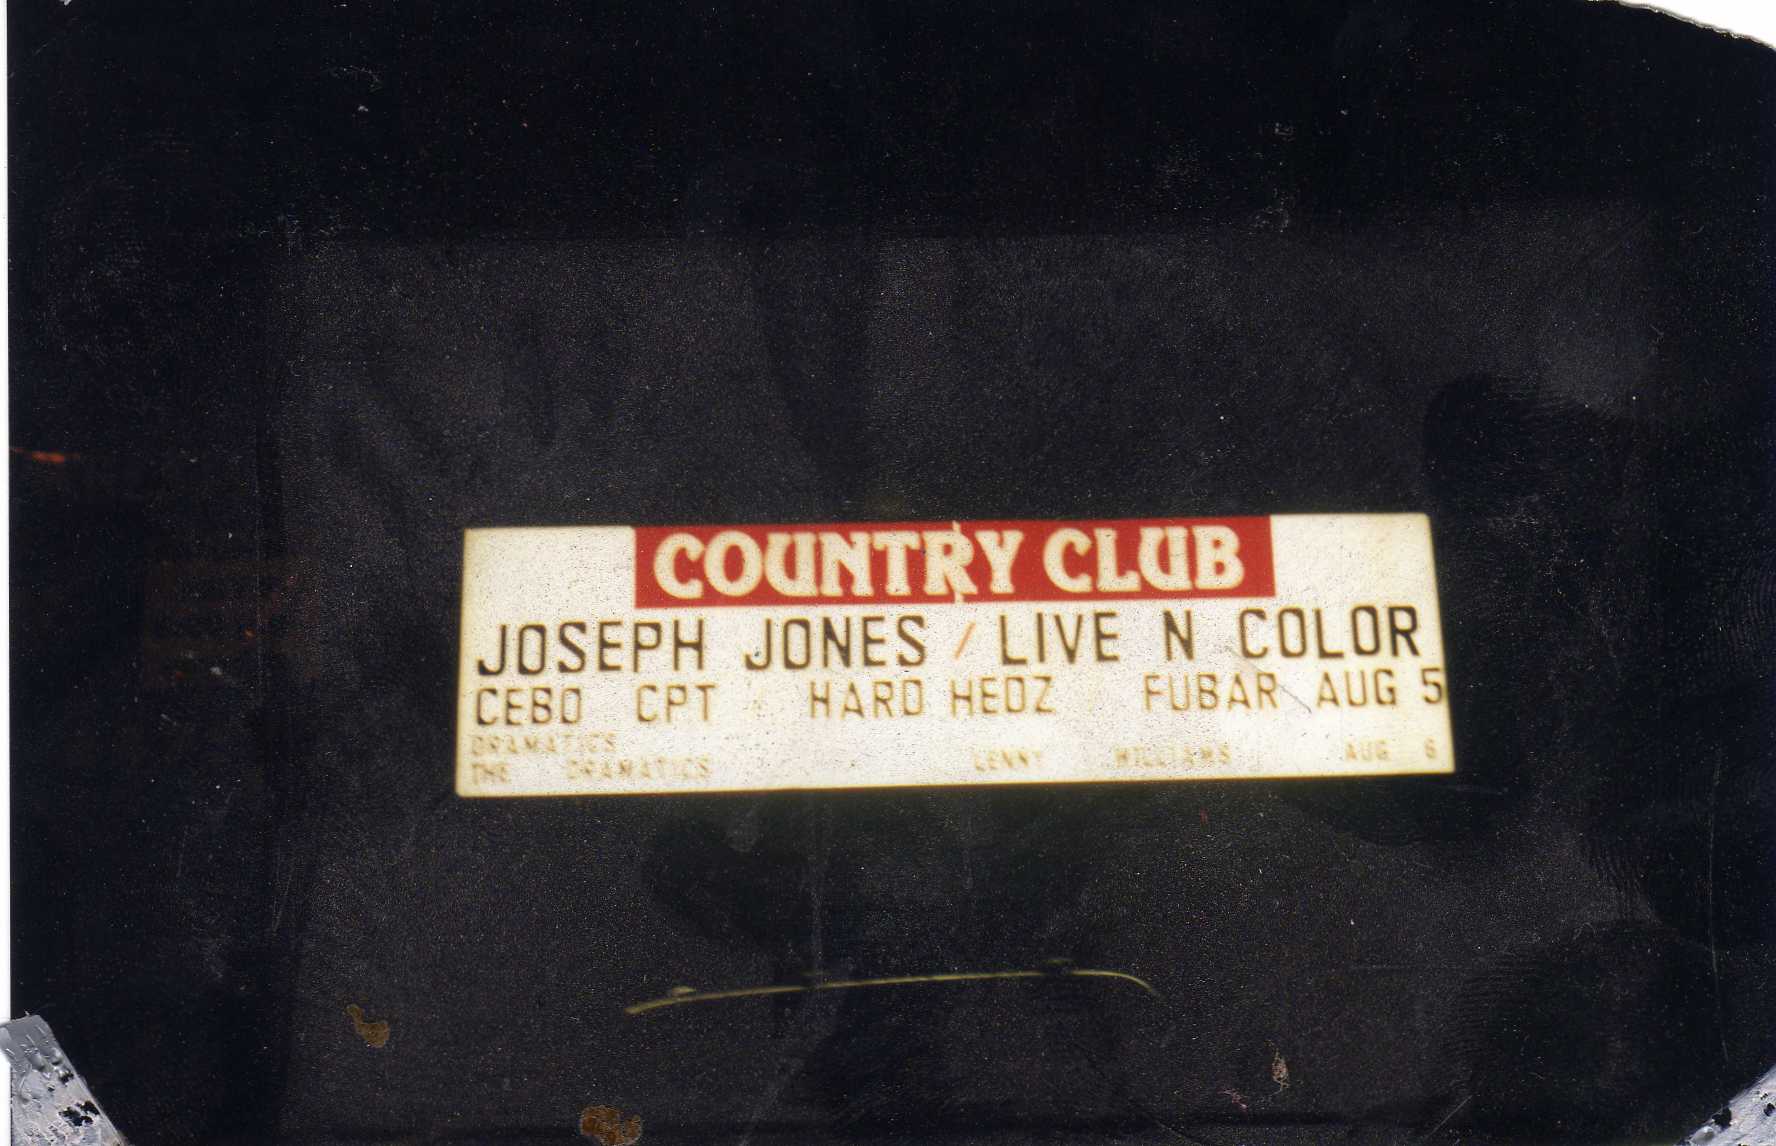 COUNTRY CLUB
JOSEPH JONES / LIVE N COLOR
CEBO CPT HARD HEDZ FUBAR AUG 5
DRAMATICS
THE DRAMATICS LENNY WILLIAMS AUG 6